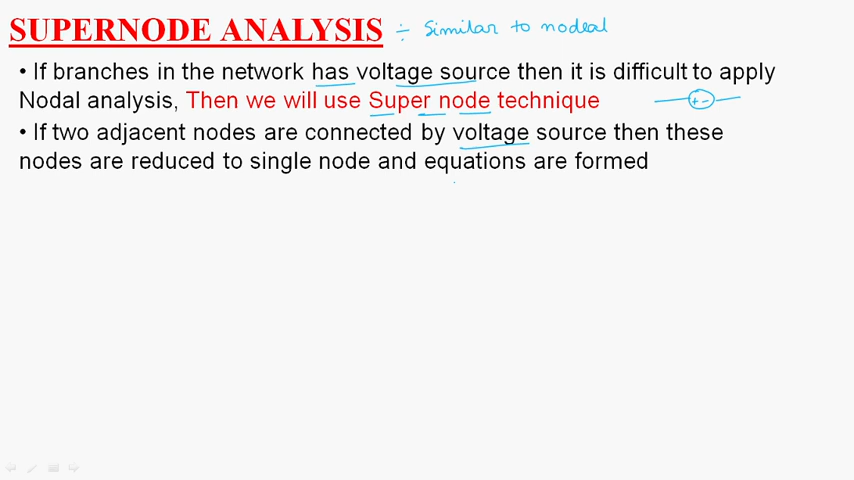 SUPERNODE ANALYSIS ÷ Similar to nodeal
• If branches in the network has voltage source then it is difficult to apply
Nodal analysis, Then we will use Super node technique + -
• If two adjacent nodes are connected by voltage source then these
nodes are reduced to single node and equations are formed